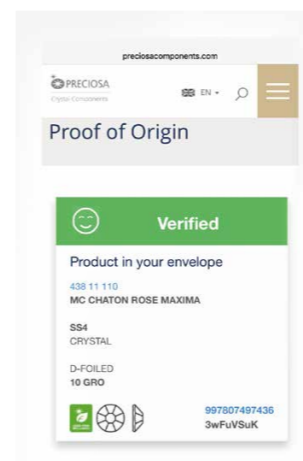 preciosacomponents.com
PRECIOSA
Crystal Components
EN
Proof of Origin
Verified
Product in your envelope
438 11 110
MC CHATON ROSE MAXIMA
SS4
CRYSTAL
D-FOILED
10 GRO
997807497436
3wFuVSuK